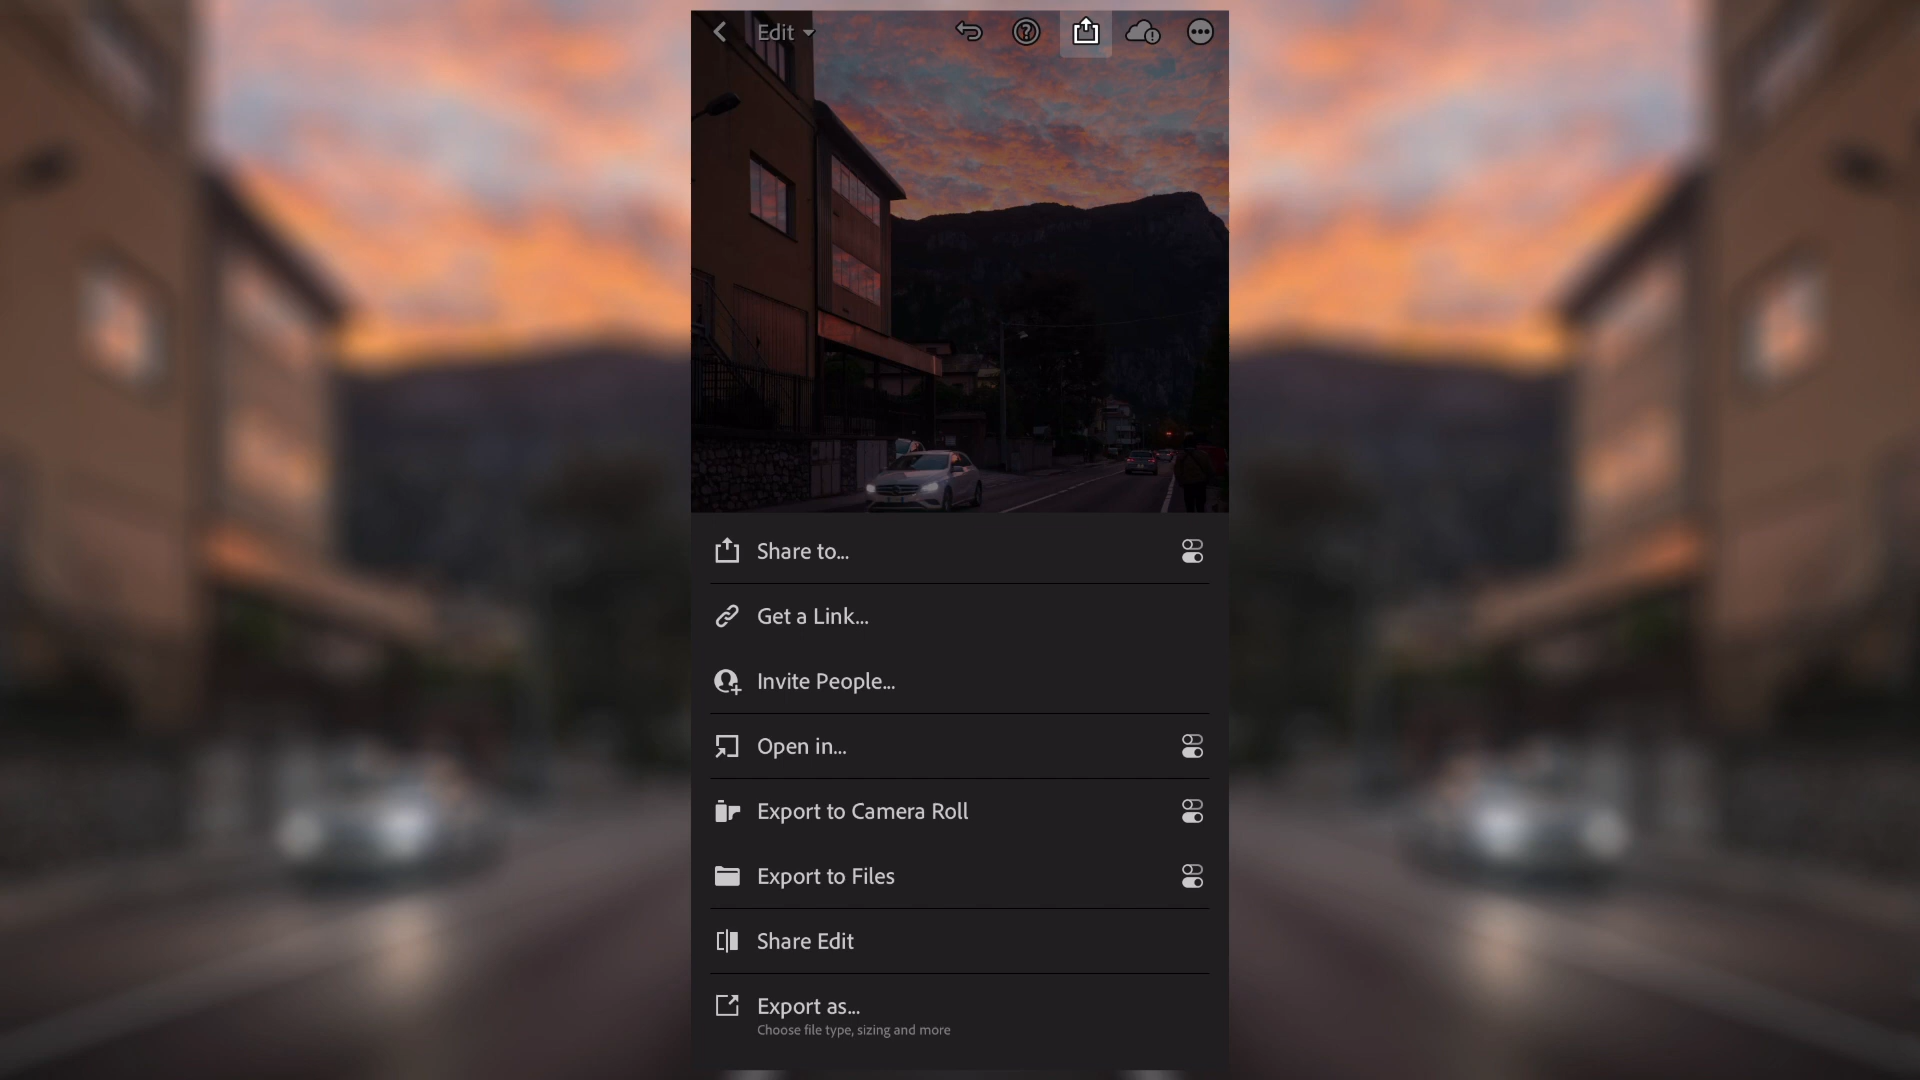 Edit
Share to...
Get a Link...
Invite People...
Open in...
Export to Camera Roll
Export to Files
Share Edit
Export as...
Choose file type, sizing and more